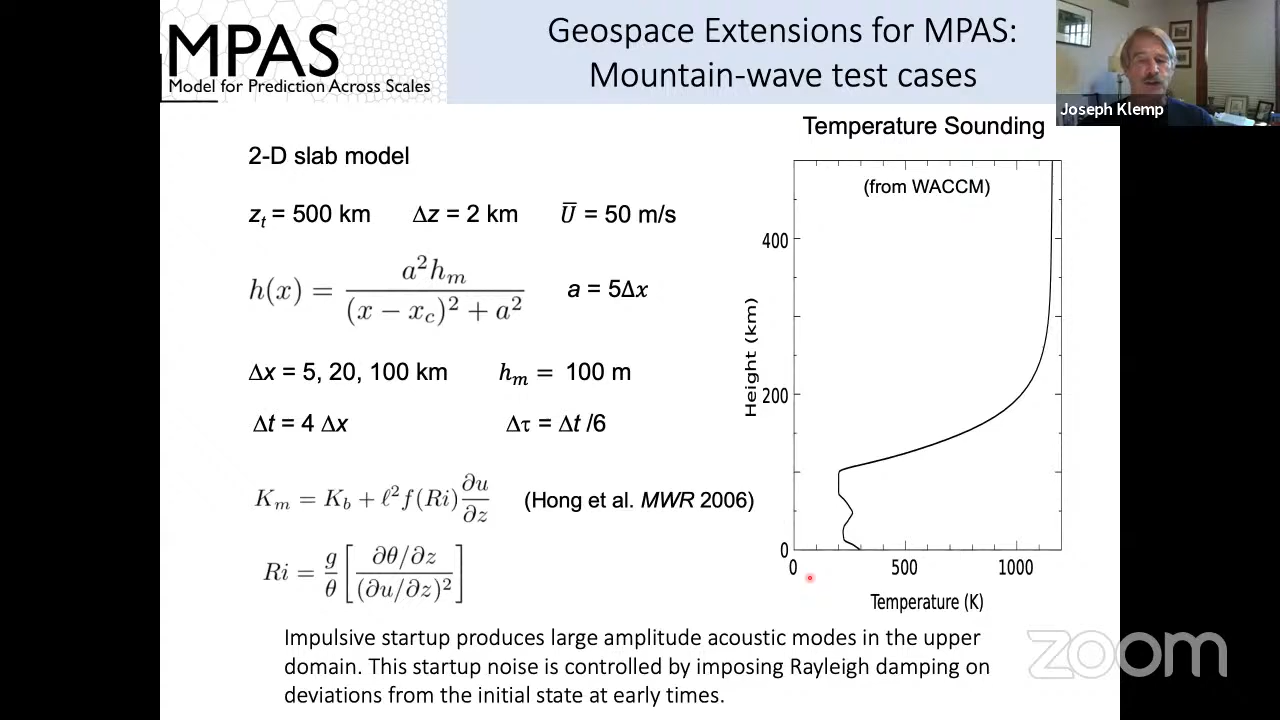 MPAS
Model for Prediction Across Scales
Geospace Extensions for MPAS:
Mountain-wave test cases
Joseph Klemp
2-D slab model
z_t = 500 km Δz = 2 km U̅ = 50 m/s
h(x) = a²h_m / ((x − x_c)² + a²) a = 5Δx
Δx = 5, 20, 100 km h_m = 100 m
Δt = 4 Δx Δτ = Δt /6
K_m = K_b + ℓ² f(Ri) ∂u/∂z (Hong et al. MWR 2006)
Ri = g/θ [ (∂θ/∂z) / (∂u/∂z)² ]
Temperature Sounding
(from WACCM)
400
200
0
Height (km)
0 500 1000
Temperature (K)
Impulsive startup produces large amplitude acoustic modes in the upper
domain. This startup noise is controlled by imposing Rayleigh damping on
deviations from the initial state at early times.
zoom